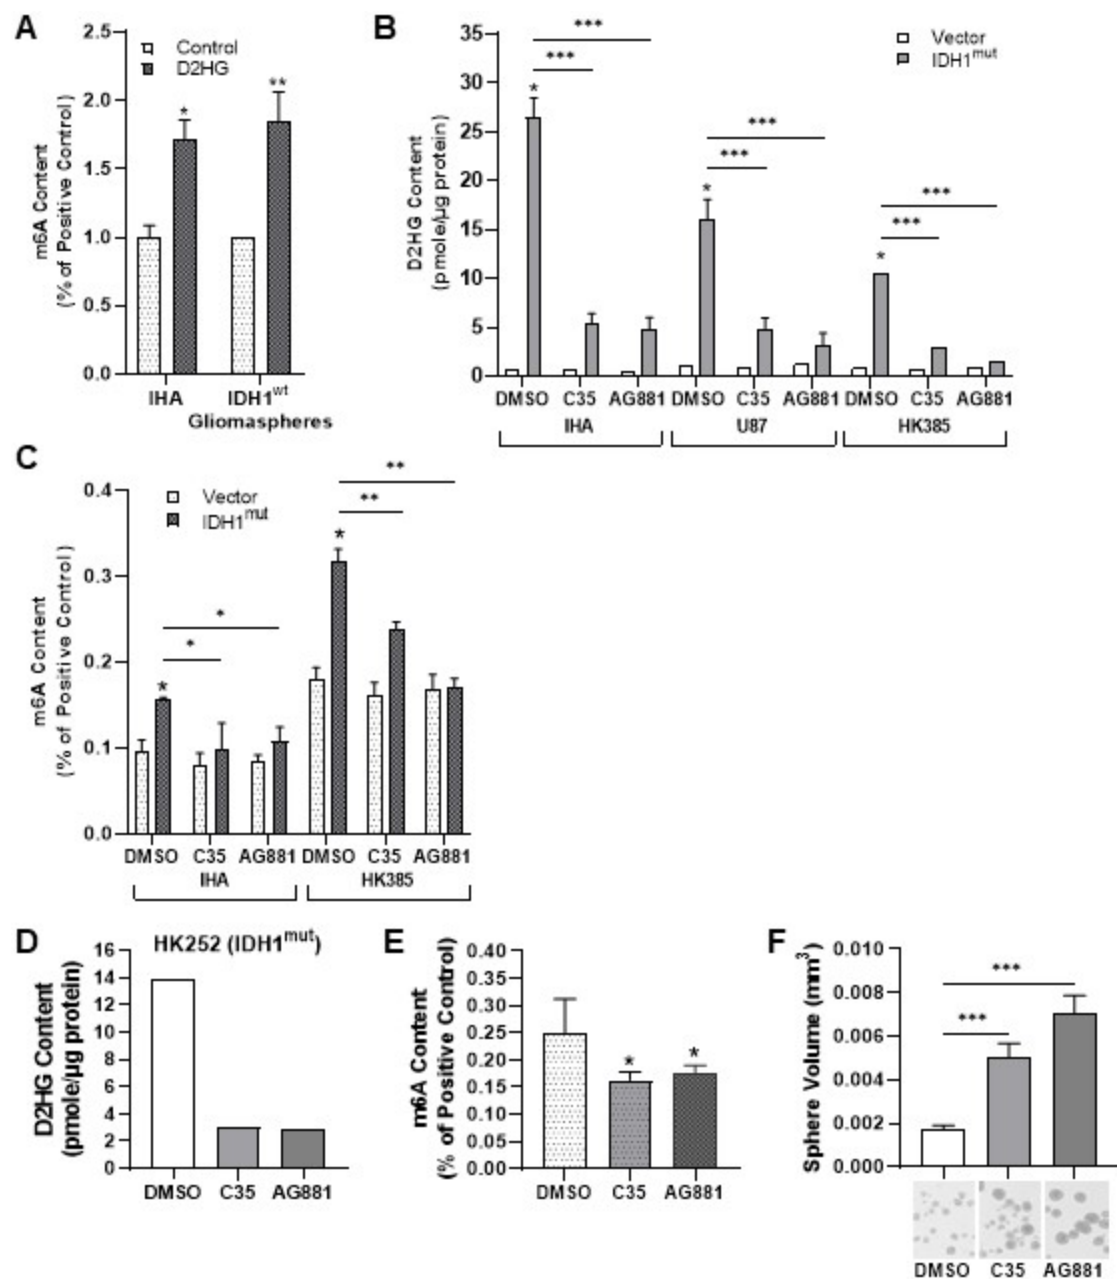 A
m6A Content
(% of Positive Control)
2.5
2.0
1.5
1.0
0.5
0.0
Control
D2HG
*
**
IHA
IDH1wt
Gliomaspheres
B
D2HG Content
(pmole/µg protein)
35
30
25
20
15
10
5
0
Vector
IDH1mut
***
***
*
***
***
*
***
***
*
DMSO C35 AG881 DMSO C35 AG881 DMSO C35 AG881
IHA U87 HK385
C
m6A Content
(% of Positive Control)
0.4
0.3
0.2
0.1
0.0
Vector
IDH1mut
**
**
*
*
*
*
DMSO C35 AG881 DMSO C35 AG881
IHA HK385
D
HK252 (IDH1mut)
D2HG Content
(pmole/µg protein)
16
14
12
10
8
6
4
2
0
DMSO C35 AG881
E
m6A Content
(% of Positive Control)
0.40
0.35
0.30
0.25
0.20
0.15
0.10
0.05
0.00
* *
DMSO C35 AG881
F
Sphere Volume (mm3)
0.010
0.008
0.006
0.004
0.002
0.000
***
***
DMSO C35 AG881